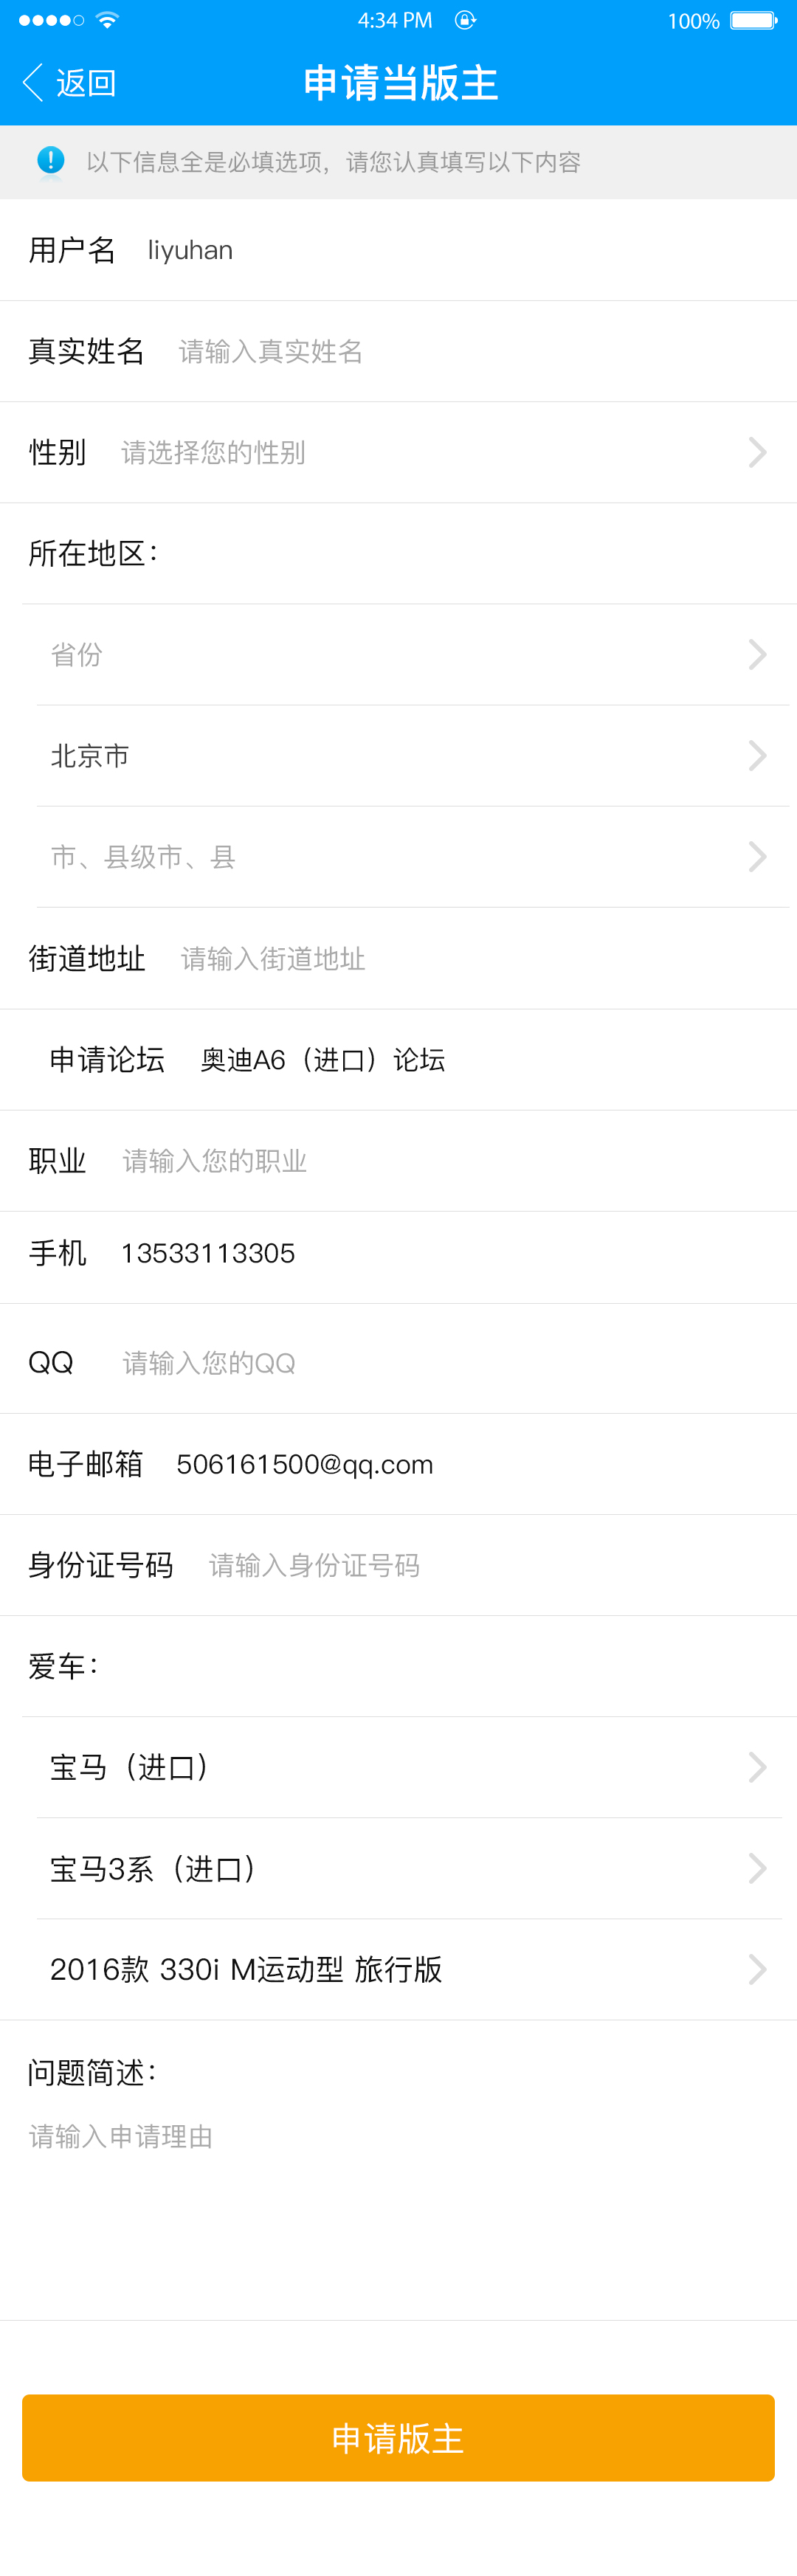 4:34 PM 100%
返回 申请当版主
以下信息全是必填选项，请您认真填写以下内容
用户名 liyuhan
真实姓名 请输入真实姓名
性别 请选择您的性别
所在地区：
省份
北京市
市、县级市、县
街道地址 请输入街道地址
申请论坛 奥迪A6（进口）论坛
职业 请输入您的职业
手机 13533113305
QQ 请输入您的QQ
电子邮箱 506161500@qq.com
身份证号码 请输入身份证号码
爱车：
宝马（进口）
宝马3系（进口）
2016款 330i M运动型 旅行版
问题简述：
请输入申请理由
申请版主